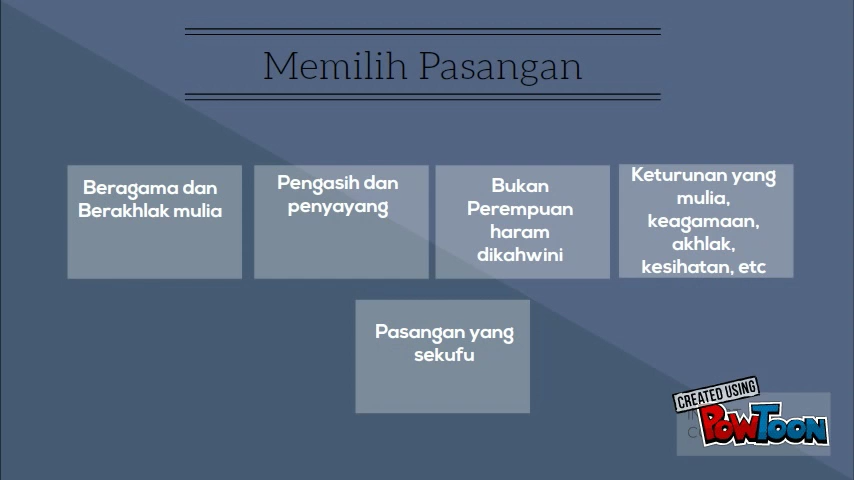 Memilih Pasangan
Beragama dan
Berakhlak mulia
Pengasih dan
penyayang
Bukan
Perempuan
haram
dikahwini
Keturunan yang
mulia,
keagamaan,
akhlak,
kesihatan, etc
Pasangan yang
sekufu
CREATED USING
POWTOON